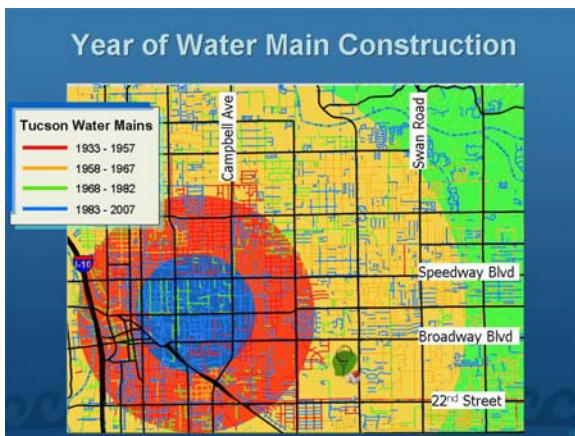 Year of Water Main Construction
Tucson Water Mains
1933 - 1957
1958 - 1967
1968 - 1982
1983 - 2007
Campbell Ave
Swan Road
I-10
Speedway Blvd
Broadway Blvd
22nd Street